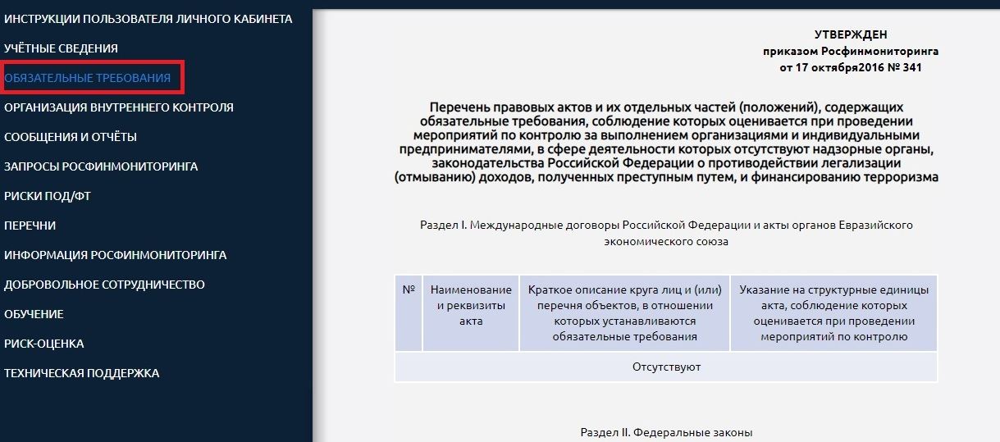 ИНСТРУКЦИИ ПОЛЬЗОВАТЕЛЯ ЛИЧНОГО КАБИНЕТА
УЧЁТНЫЕ СВЕДЕНИЯ
ОБЯЗАТЕЛЬНЫЕ ТРЕБОВАНИЯ
ОРГАНИЗАЦИЯ ВНУТРЕННЕГО КОНТРОЛЯ
СООБЩЕНИЯ И ОТЧЁТЫ
ЗАПРОСЫ РОСФИНМОНИТОРИНГА
РИСКИ ПОД/ФТ
ПЕРЕЧНИ
ИНФОРМАЦИЯ РОСФИНМОНИТОРИНГА
ДОБРОВОЛЬНОЕ СОТРУДНИЧЕСТВО
ОБУЧЕНИЕ
РИСК-ОЦЕНКА
ТЕХНИЧЕСКАЯ ПОДДЕРЖКА
УТВЕРЖДЕН
приказом Росфинмониторинга
от 17 октября2016 № 341
Перечень правовых актов и их отдельных частей (положений), содержащих
обязательные требования, соблюдение которых оценивается при проведении
мероприятий по контролю за выполнением организациями и индивидуальными
предпринимателями, в сфере деятельности которых отсутствуют надзорные органы,
законодательства Российской Федерации о противодействии легализации
(отмыванию) доходов, полученных преступным путем, и финансированию терроризма
Раздел I. Международные договоры Российской Федерации и акты органов Евразийского
экономического союза
№
Наименование
и реквизиты
акта
Краткое описание круга лиц и (или)
перечня объектов, в отношении
которых устанавливаются
обязательные требования
Указание на структурные единицы
акта, соблюдение которых
оценивается при проведении
мероприятий по контролю
Отсутствуют
Раздел II. Федеральные законы